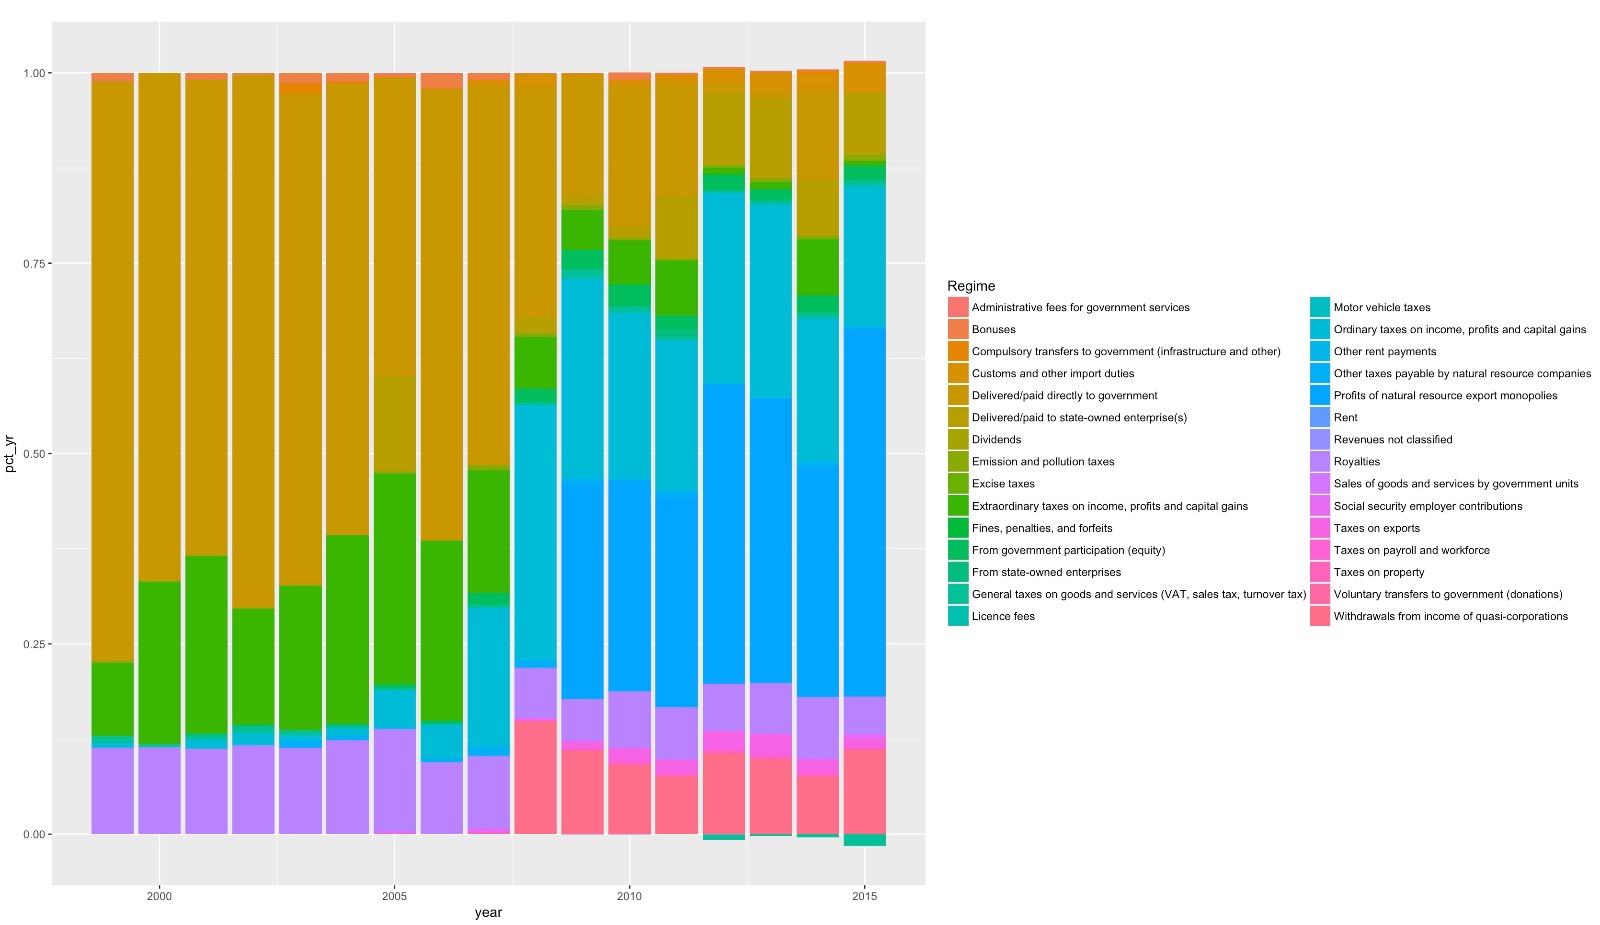 1.00
0.75
0.50
0.25
0.00
pct_yr
2000
2005
2010
2015
year
Regime
Administrative fees for government services
Bonuses
Compulsory transfers to government (infrastructure and other)
Customs and other import duties
Delivered/paid directly to government
Delivered/paid to state-owned enterprise(s)
Dividends
Emission and pollution taxes
Excise taxes
Extraordinary taxes on income, profits and capital gains
Fines, penalties, and forfeits
From government participation (equity)
From state-owned enterprises
General taxes on goods and services (VAT, sales tax, turnover tax)
Licence fees
Motor vehicle taxes
Ordinary taxes on income, profits and capital gains
Other rent payments
Other taxes payable by natural resource companies
Profits of natural resource export monopolies
Rent
Revenues not classified
Royalties
Sales of goods and services by government units
Social security employer contributions
Taxes on exports
Taxes on payroll and workforce
Taxes on property
Voluntary transfers to government (donations)
Withdrawals from income of quasi-corporations